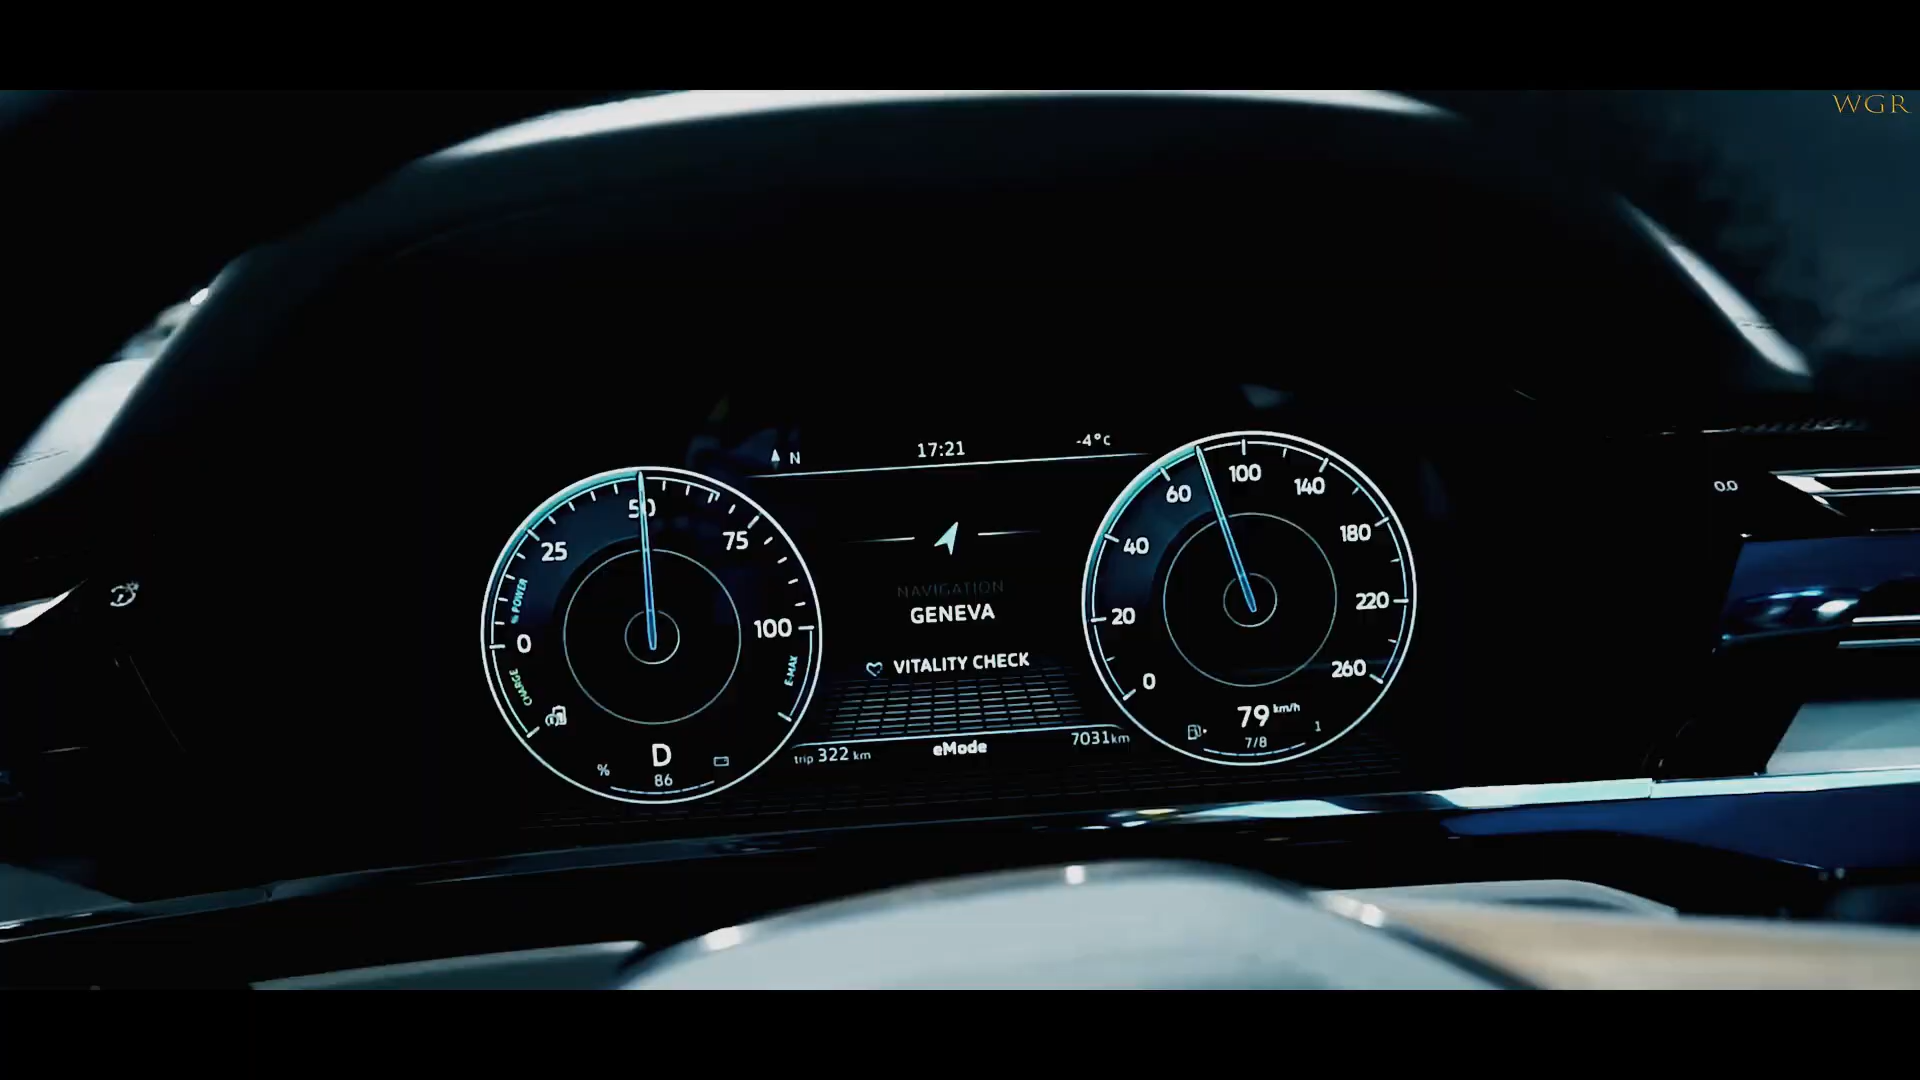 WGR
N
17:21
-4°C
0
25
50
75
100
% POWER
CHARGE
E-MAX
D
%
86
NAVIGATION
GENEVA
VITALITY CHECK
trip 322 km
eMode
7031km
0
20
40
60
100
140
180
220
260
79 km/h
7/8
1
0.0